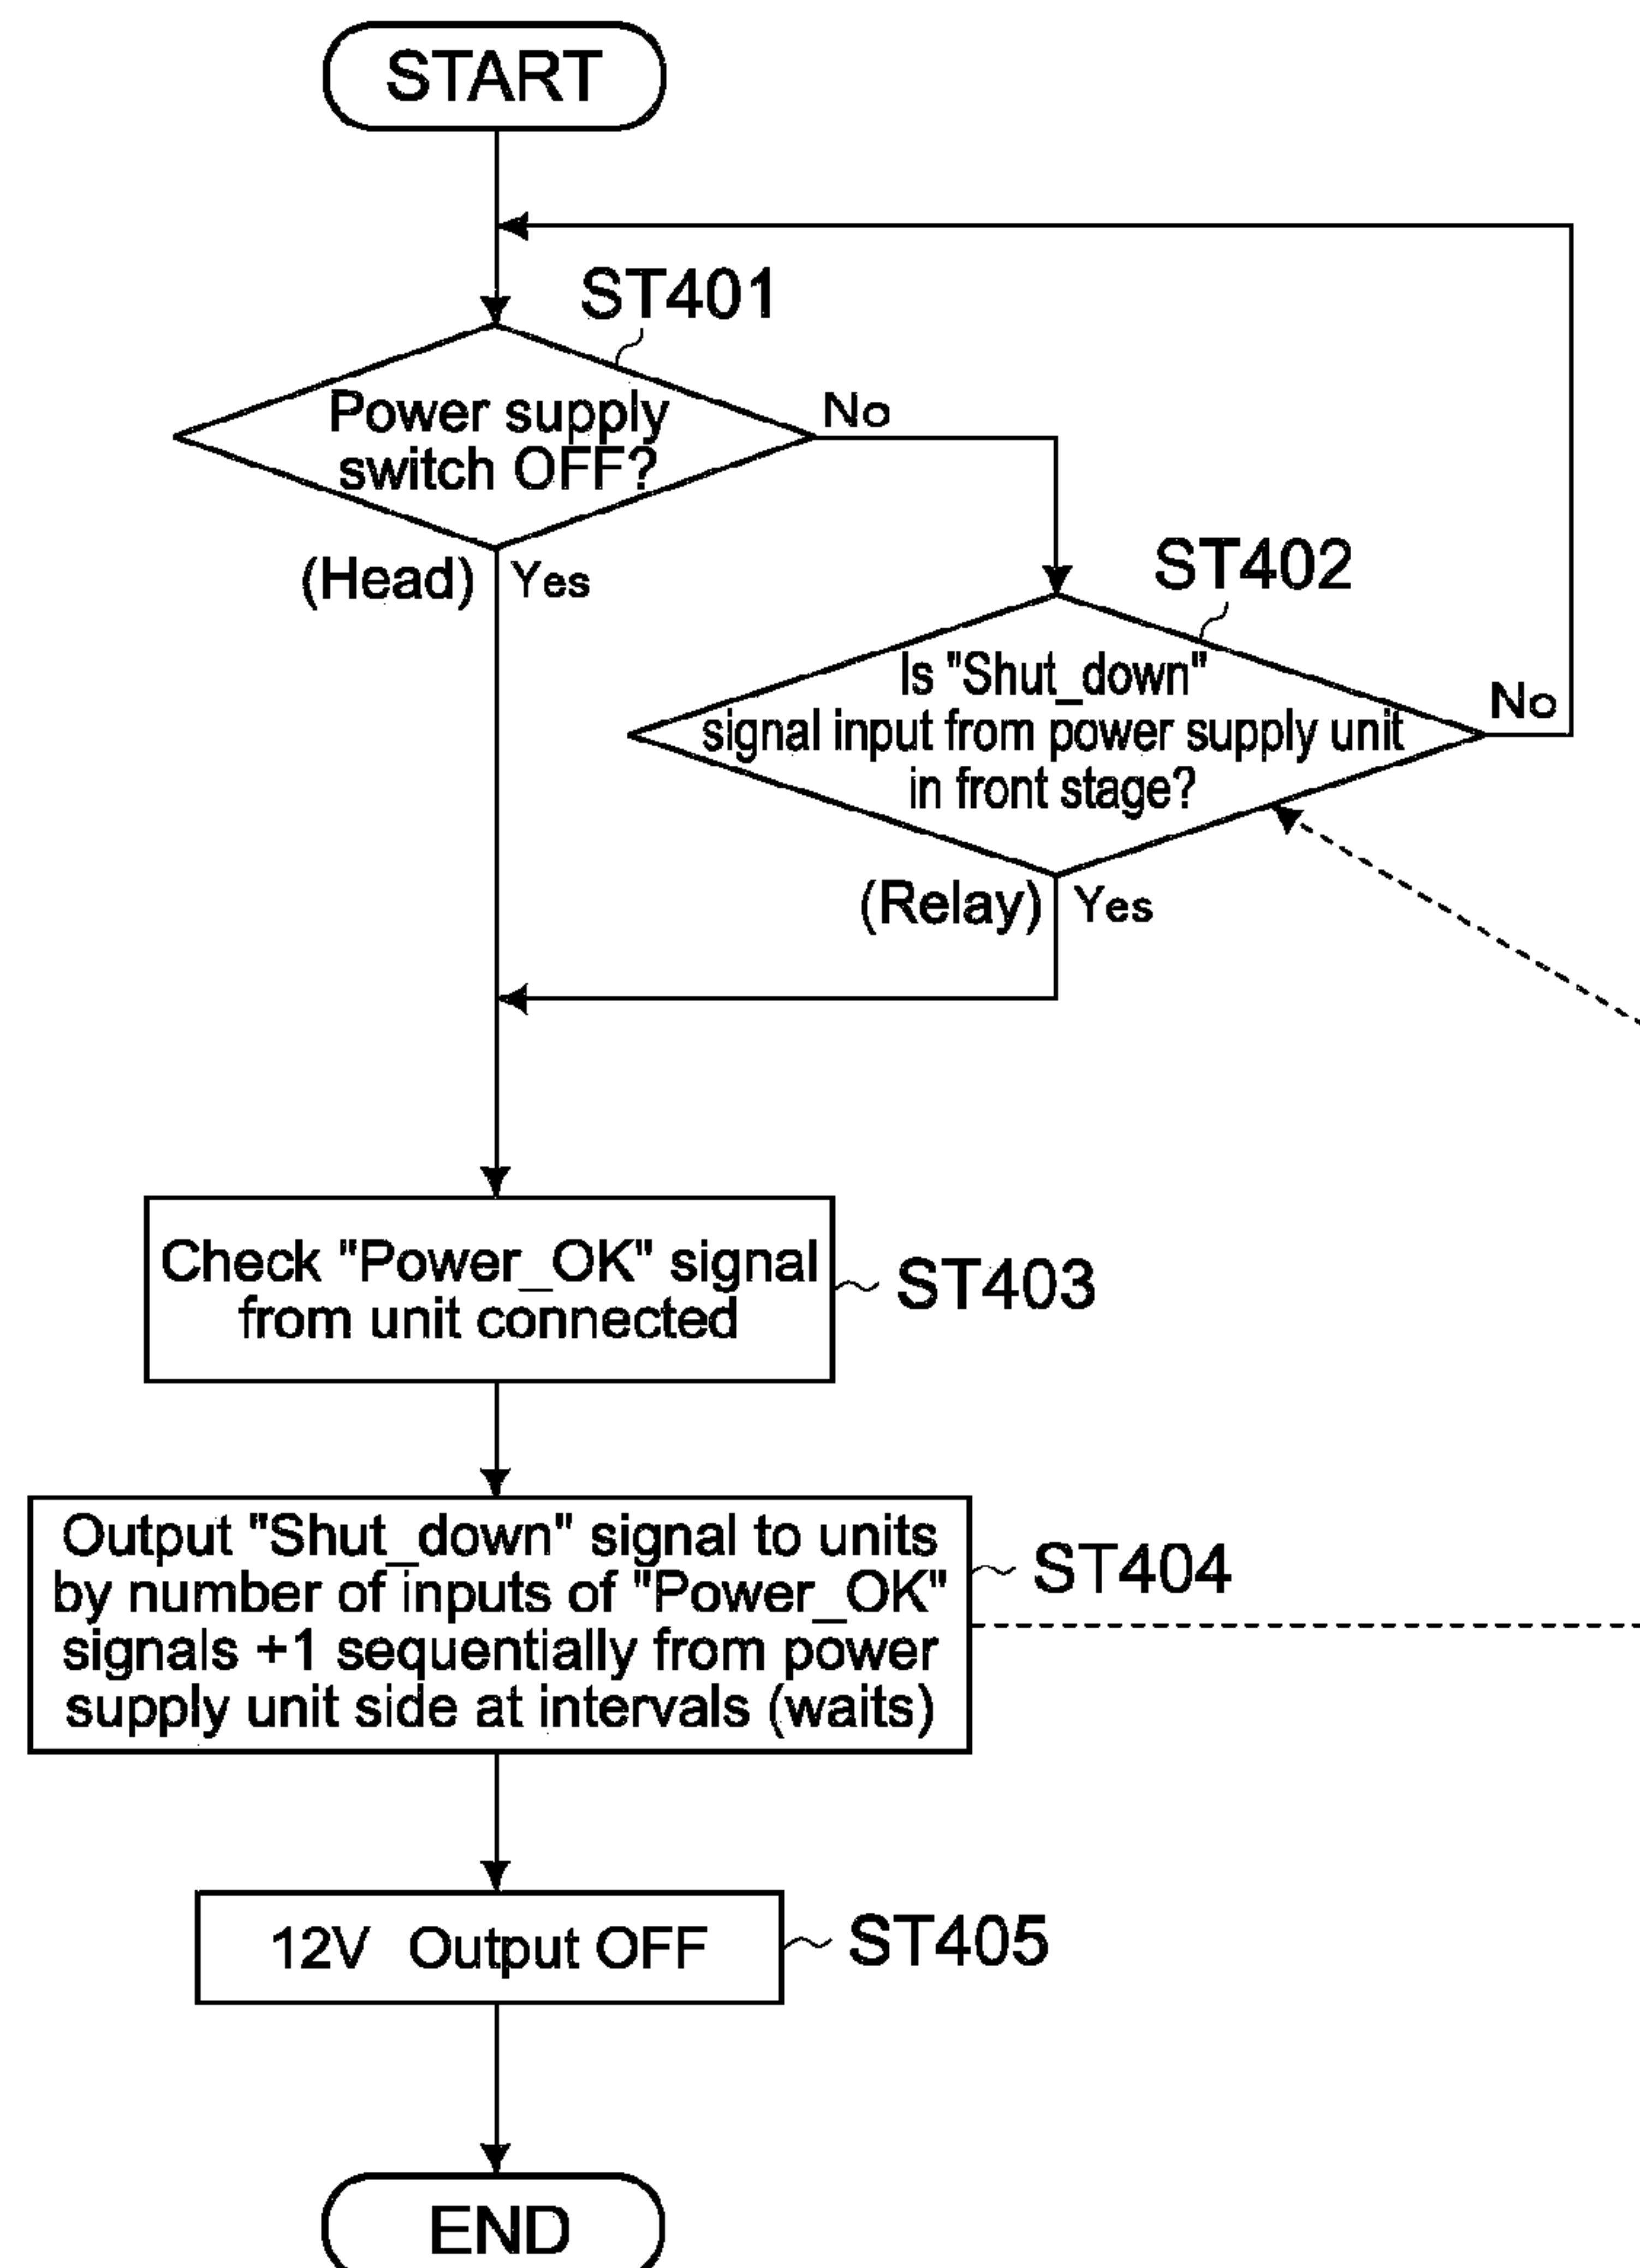 START
ST401
Power supply
switch OFF?
No
(Head) Yes
ST402
Is "Shut_down"
signal input from power supply unit
in front stage?
No
(Relay) Yes
Check "Power_OK" signal
from unit connected
ST403
Output "Shut_down" signal to units
by number of inputs of "Power_OK"
signals +1 sequentially from power
supply unit side at intervals (waits)
ST404
12V Output OFF
ST405
END